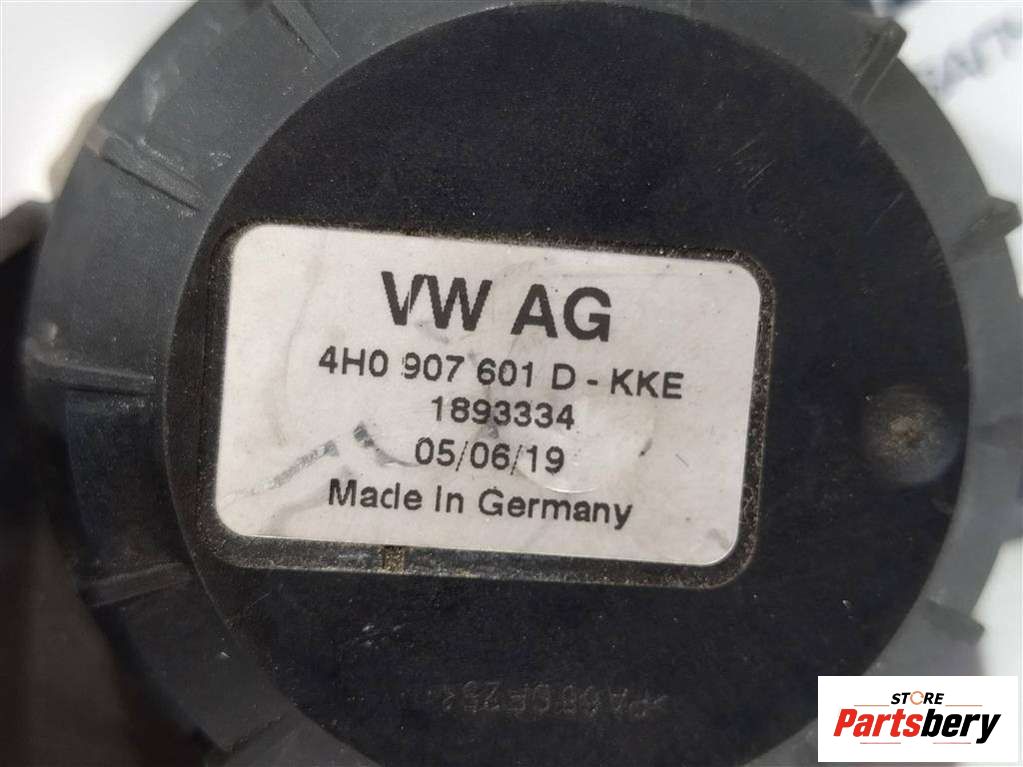 VW AG
4H0 907 601 D - KKE
1893334
05/06/19
Made In Germany
STORE
Partsbery